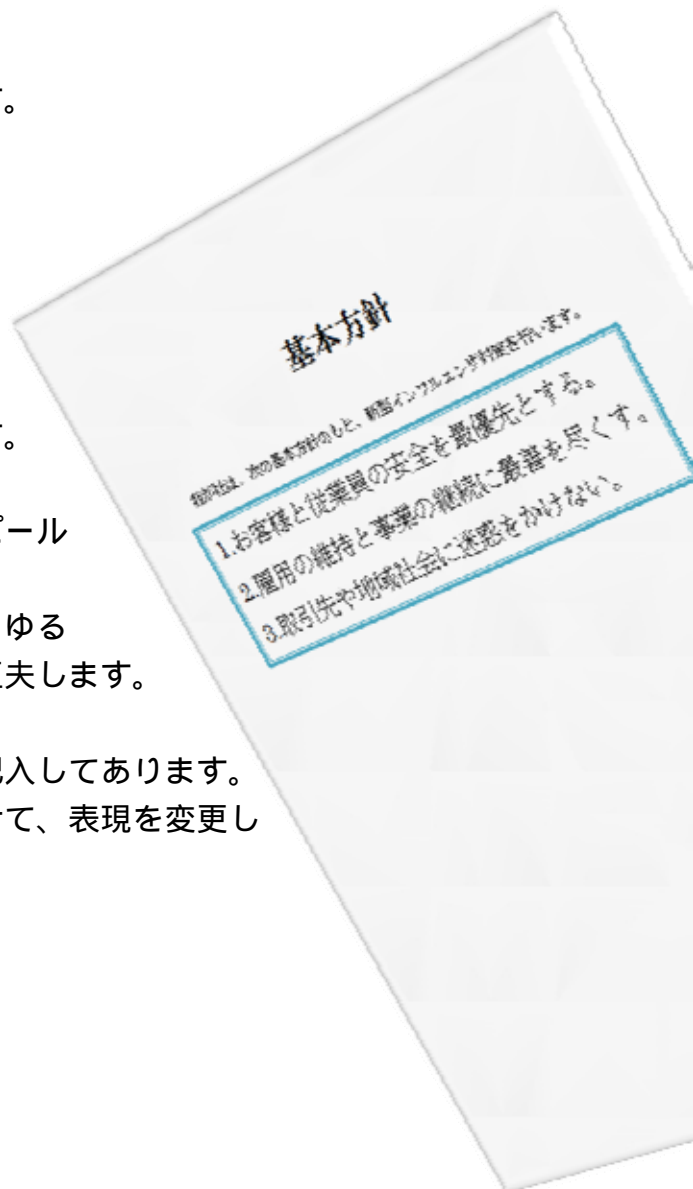 す。
す。
ピール
ゆる
夫します。
記入してあります。
せて、表現を変更し
基本方針
次の基本方針のもと、新型インフルエンザ対策を行います。
1.お客様と従業員の安全を最優先とする。
2.雇用の維持と事業の継続に最善を尽くす。
3.取引先や地域社会に迷惑をかけない。